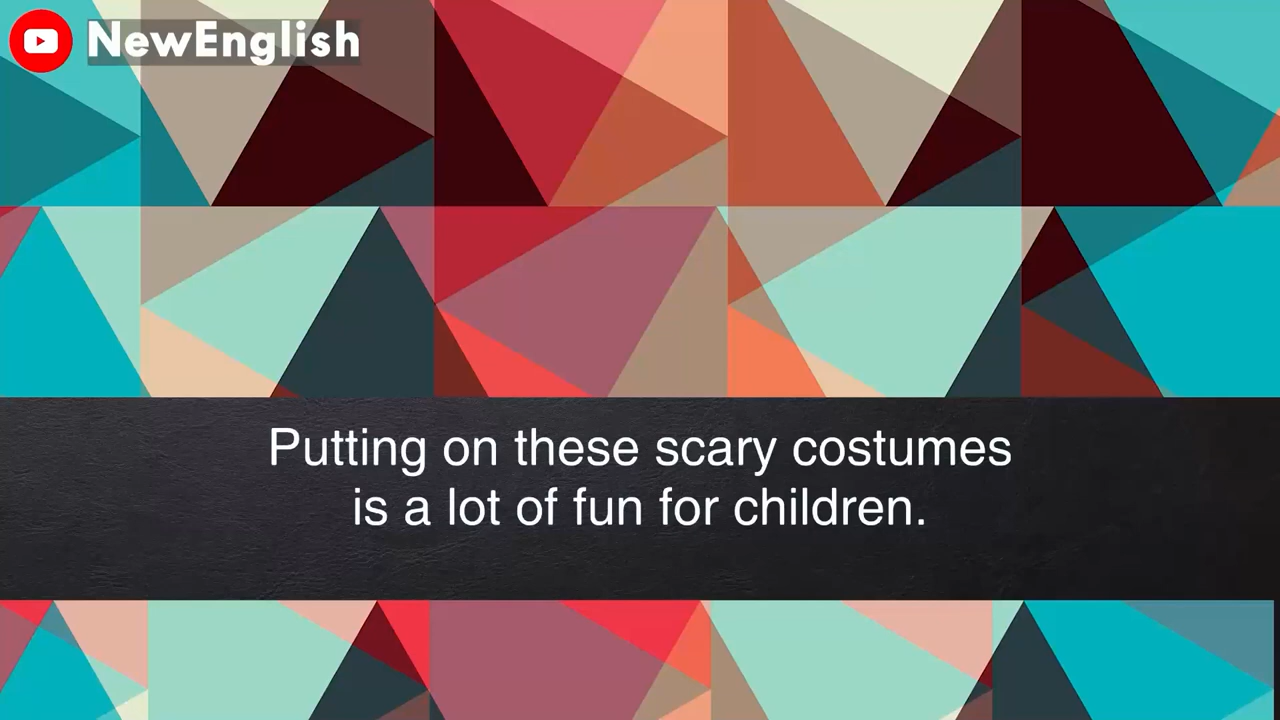 NewEnglish
Putting on these scary costumes
is a lot of fun for children.